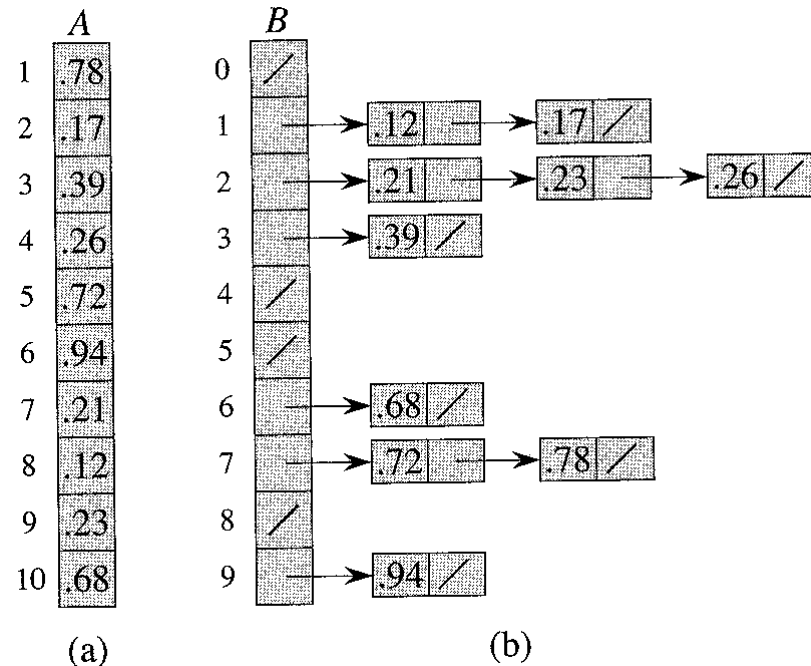 A B
1 .78 0
2 .17 1 .12 .17
3 .39 2 .21 .23 .26
4 .26 3 .39
5 .72 4
6 .94 5
7 .21 6 .68
8 .12 7 .72 .78
9 .23 8
10 .68 9 .94
(a) (b)